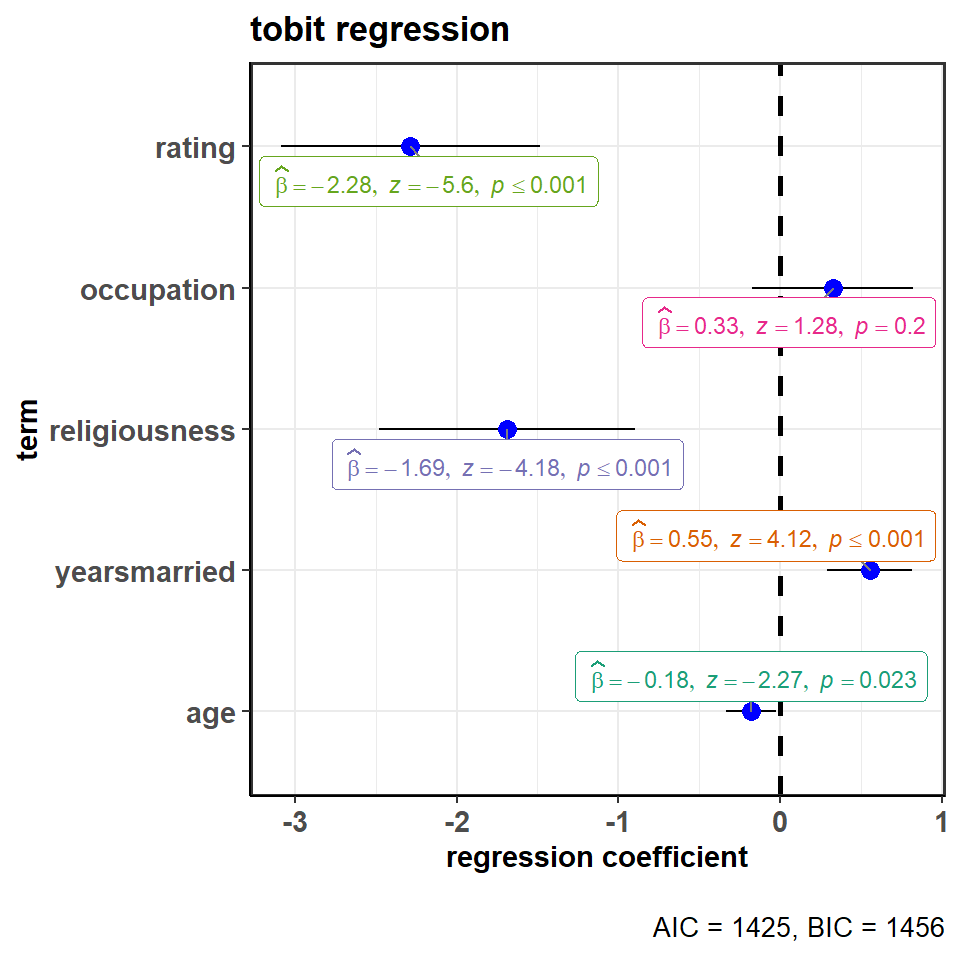 tobit regression
rating
β̂ = −2.28, z = −5.6, p ≤ 0.001
occupation
β̂ = 0.33, z = 1.28, p = 0.2
term
religiousness
β̂ = −1.69, z = −4.18, p ≤ 0.001
β̂ = 0.55, z = 4.12, p ≤ 0.001
yearsmarried
β̂ = −0.18, z = −2.27, p = 0.023
age
-3 -2 -1 0 1
regression coefficient
AIC = 1425, BIC = 1456